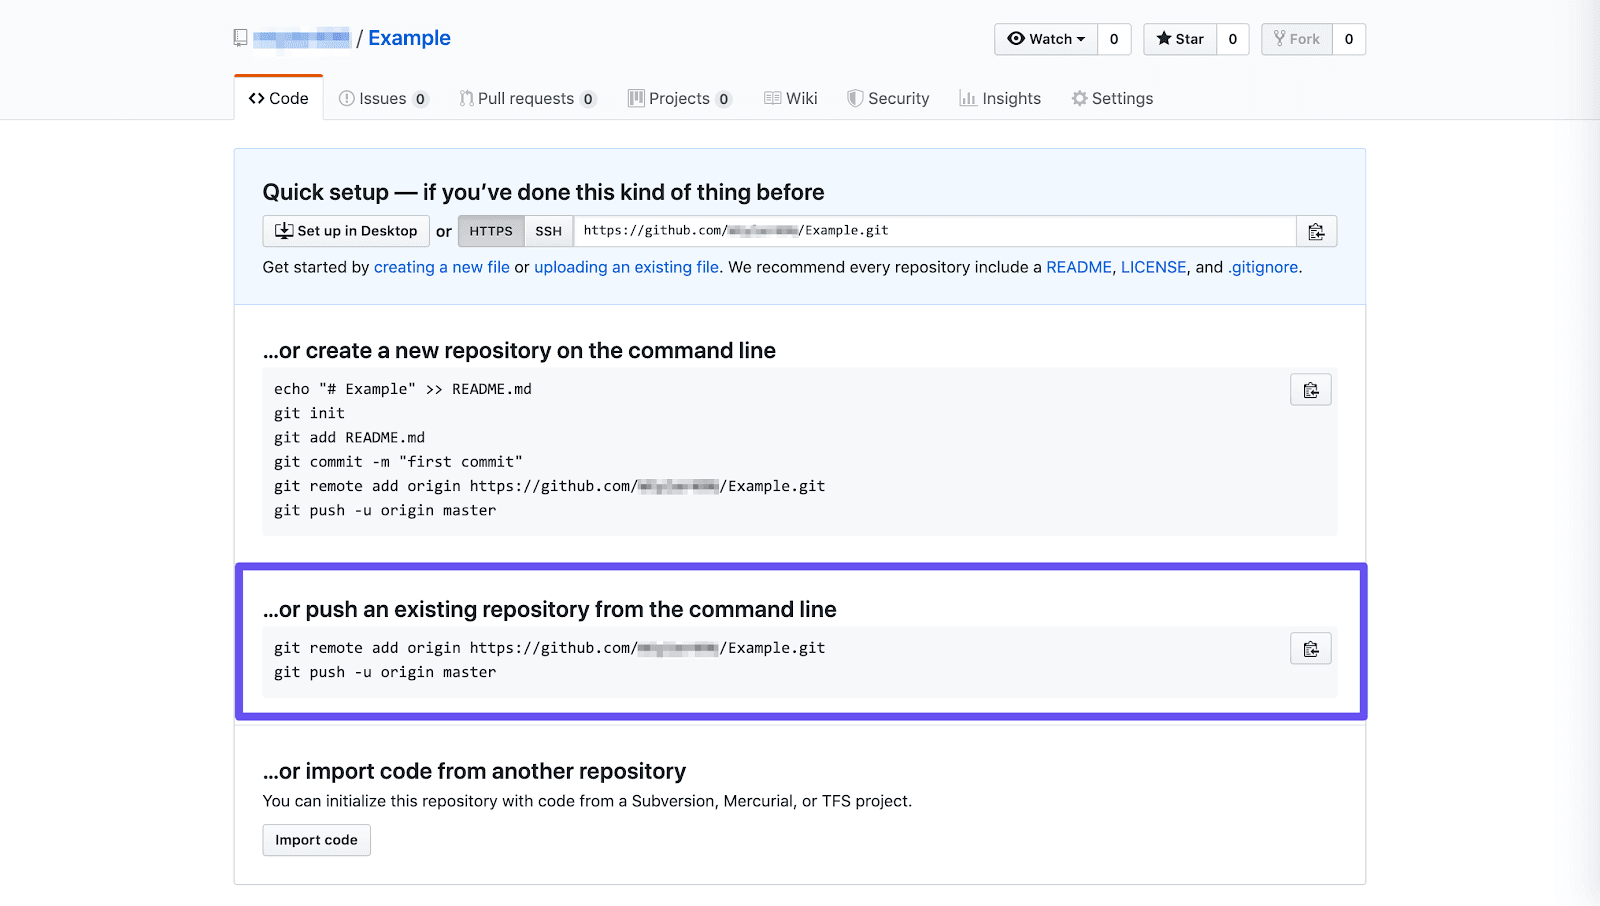 / Example
Watch 0 Star 0 Fork 0
Code Issues 0 Pull requests 0 Projects 0 Wiki Security Insights Settings
Quick setup — if you’ve done this kind of thing before
Set up in Desktop or HTTPS SSH https://github.com/ /Example.git
Get started by creating a new file or uploading an existing file. We recommend every repository include a README, LICENSE, and .gitignore.
…or create a new repository on the command line
echo "# Example" >> README.md
git init
git add README.md
git commit -m "first commit"
git remote add origin https://github.com/ /Example.git
git push -u origin master
…or push an existing repository from the command line
git remote add origin https://github.com/ /Example.git
git push -u origin master
…or import code from another repository
You can initialize this repository with code from a Subversion, Mercurial, or TFS project.
Import code